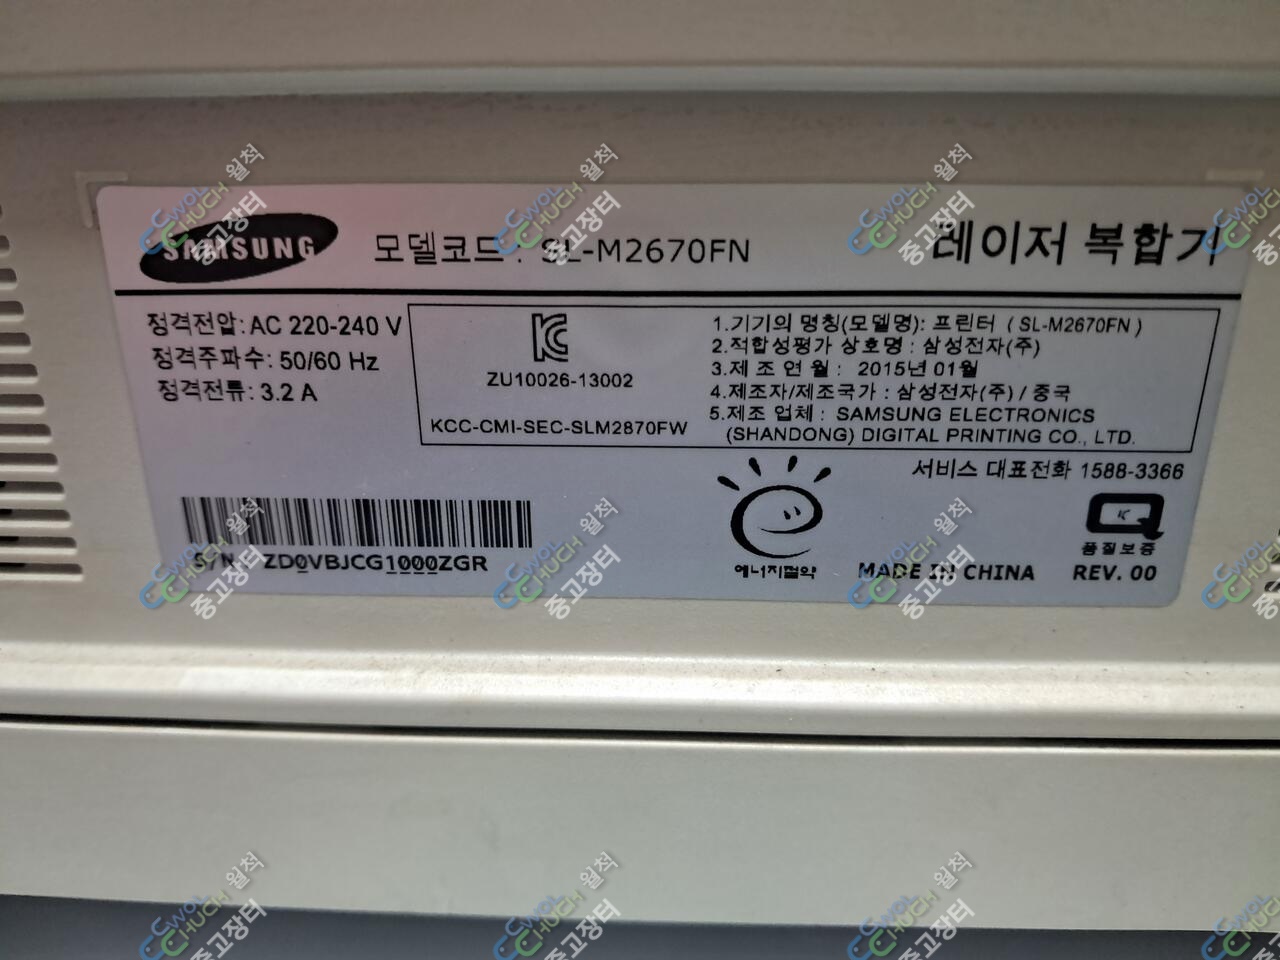 SAMSUNG
모델코드 : SL-M2670FN
레이저 복합기
정격전압: AC 220-240 V
정격주파수: 50/60 Hz
정격전류: 3.2 A
ZU10026-13002
KCC-CMI-SEC-SLM2870FW
1.기기의 명칭(모델명): 프린터 ( SL-M2670FN )
2.적합성평가 상호명 : 삼성전자(주)
3.제 조 연 월 : 2015년 01월
4.제조자/제조국가 : 삼성전자(주) / 중국
5.제조 업체 : SAMSUNG ELECTRONICS
(SHANDONG) DIGITAL PRINTING CO., LTD.
서비스 대표전화 1588-3366
S/N : ZD0VBJCG1000ZGR
에너지절약
MADE IN CHINA
품질보증
REV. 00
CWOL CHUCH 월척 중고장터